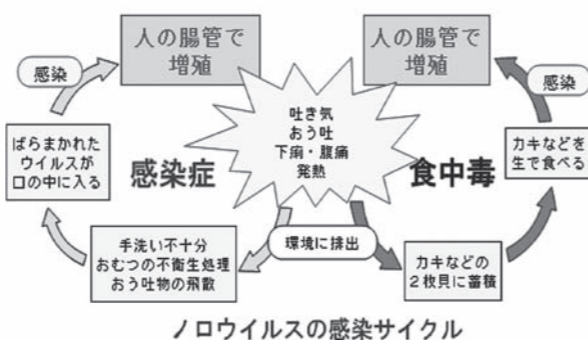 人の腸管で
増殖
人の腸管で
増殖
感染
感染
吐き気
おう吐
下痢・腹痛
発熱
ばらまかれた
ウイルスが
口の中に入る
感染症
食中毒
カキなどを
生で食べる
手洗い不十分
おむつの不衛生処理
おう吐物の飛散
環境に排出
カキなどの
2枚貝に蓄積
ノロウイルスの感染サイクル